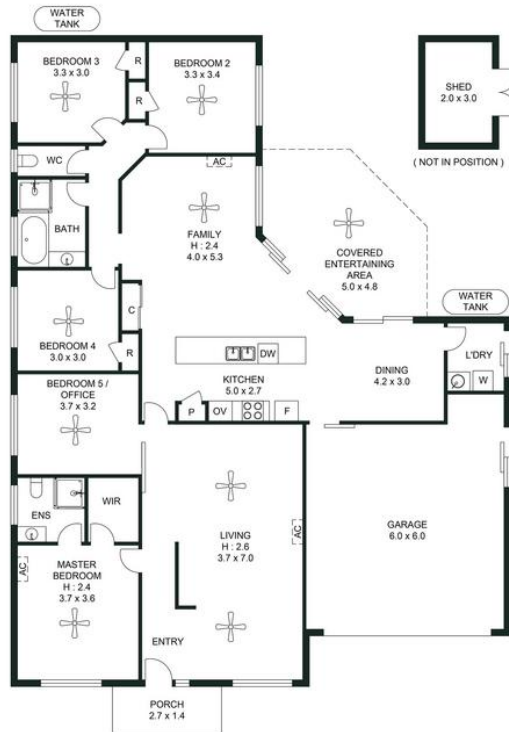 WATER
TANK
BEDROOM 3
3.3 x 3.0
R
BEDROOM 2
3.3 x 3.4
R
SHED
2.0 x 3.0
( NOT IN POSITION )
WC
AC
BATH
FAMILY
H : 2.4
4.0 x 5.3
COVERED
ENTERTAINING
AREA
5.0 x 4.8
WATER
TANK
BEDROOM 4
3.0 x 3.0
C
R
DW
L'DRY
W
KITCHEN
5.0 x 2.7
DINING
4.2 x 3.0
BEDROOM 5 /
OFFICE
3.7 x 3.2
P
OV
F
ENS
WIR
LIVING
H : 2.6
3.7 x 7.0
AC
GARAGE
6.0 x 6.0
AC
MASTER
BEDROOM
H : 2.4
3.7 x 3.6
ENTRY
PORCH
2.7 x 1.4